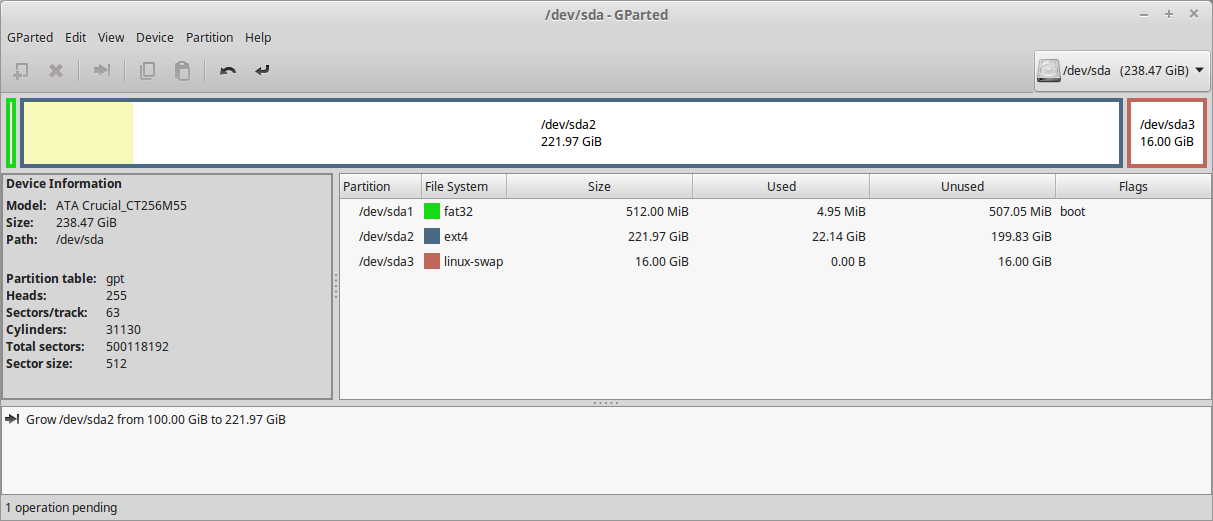 /dev/sda - GParted
GParted Edit View Device Partition Help
/dev/sda (238.47 GiB)
/dev/sda2
221.97 GiB
/dev/sda3
16.00 GiB
Device Information
Model: ATA Crucial_CT256M55
Size: 238.47 GiB
Path: /dev/sda
Partition table: gpt
Heads: 255
Sectors/track: 63
Cylinders: 31130
Total sectors: 500118192
Sector size: 512
Partition File System Size Used Unused Flags
/dev/sda1 fat32 512.00 MiB 4.95 MiB 507.05 MiB boot
/dev/sda2 ext4 221.97 GiB 22.14 GiB 199.83 GiB
/dev/sda3 linux-swap 16.00 GiB 0.00 B 16.00 GiB
Grow /dev/sda2 from 100.00 GiB to 221.97 GiB
1 operation pending